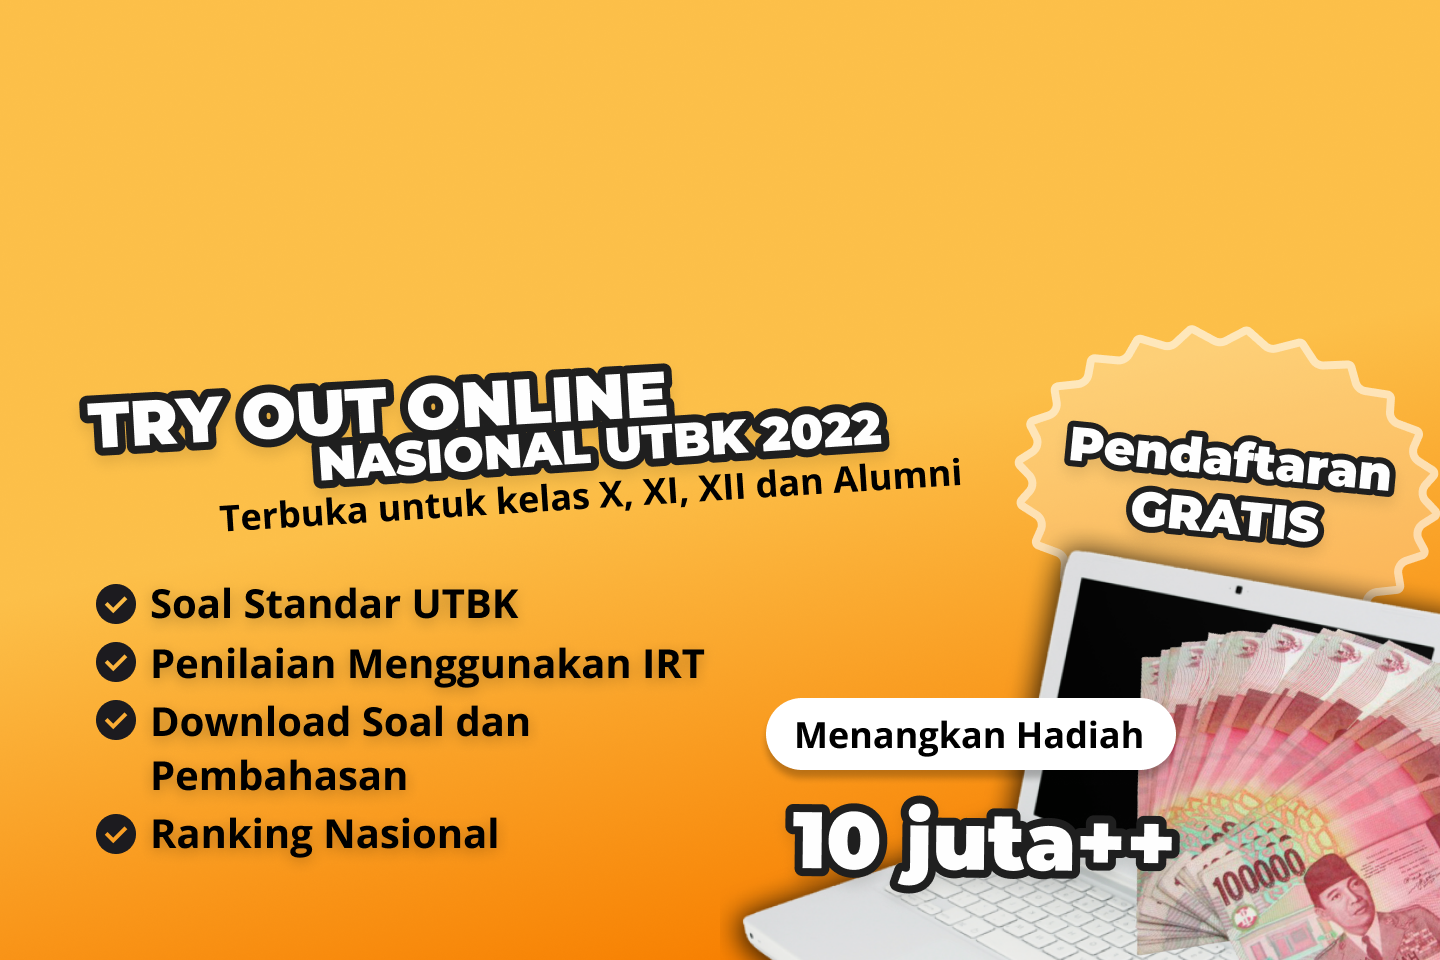 TRY OUT ONLINE
NASIONAL UTBK 2022
Terbuka untuk kelas X, XI, XII dan Alumni
Pendaftaran
GRATIS
Soal Standar UTBK
Penilaian Menggunakan IRT
Download Soal dan
Pembahasan
Ranking Nasional
Menangkan Hadiah
10 juta++
100000